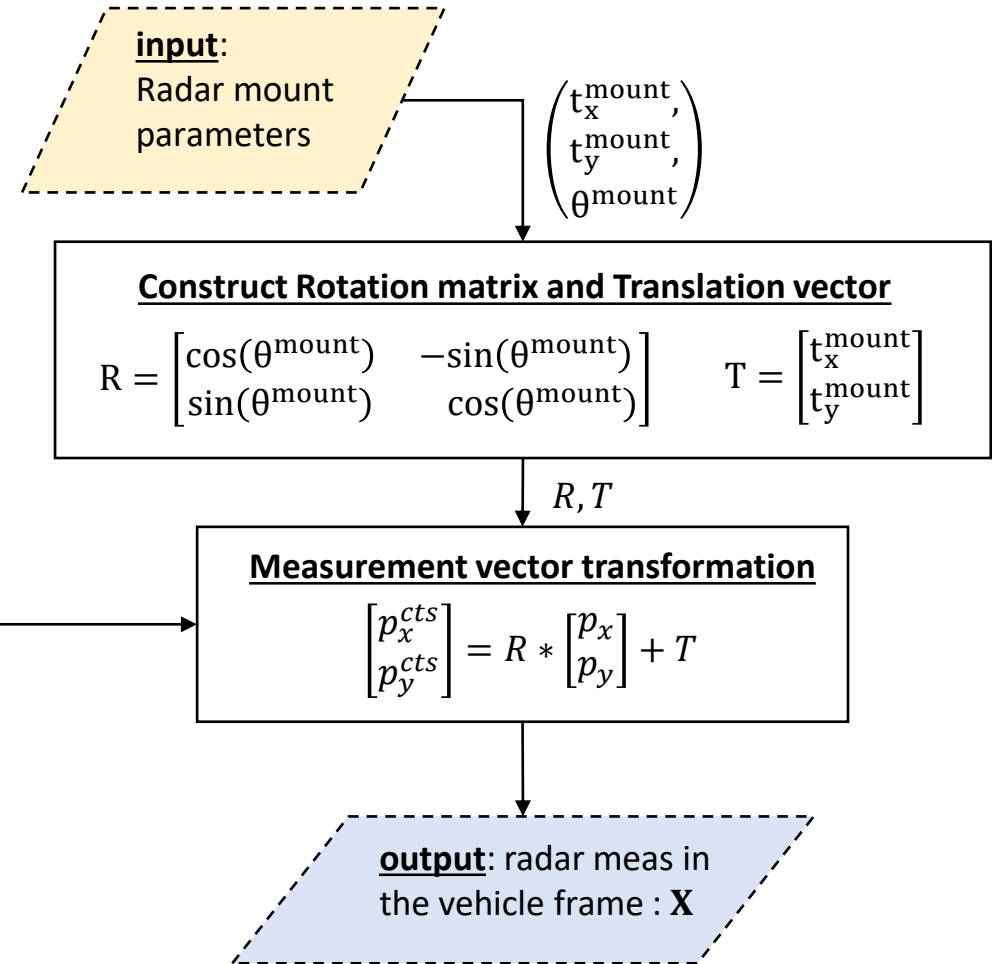 input:
Radar mount
parameters
(t_x^mount,
t_y^mount,
θ^mount)
Construct Rotation matrix and Translation vector
R = [cos(θ^mount) −sin(θ^mount)
sin(θ^mount) cos(θ^mount)] T = [t_x^mount
t_y^mount]
R, T
Measurement vector transformation
[p_x^cts
p_y^cts] = R ∗ [p_x
p_y] + T
output: radar meas in
the vehicle frame : X